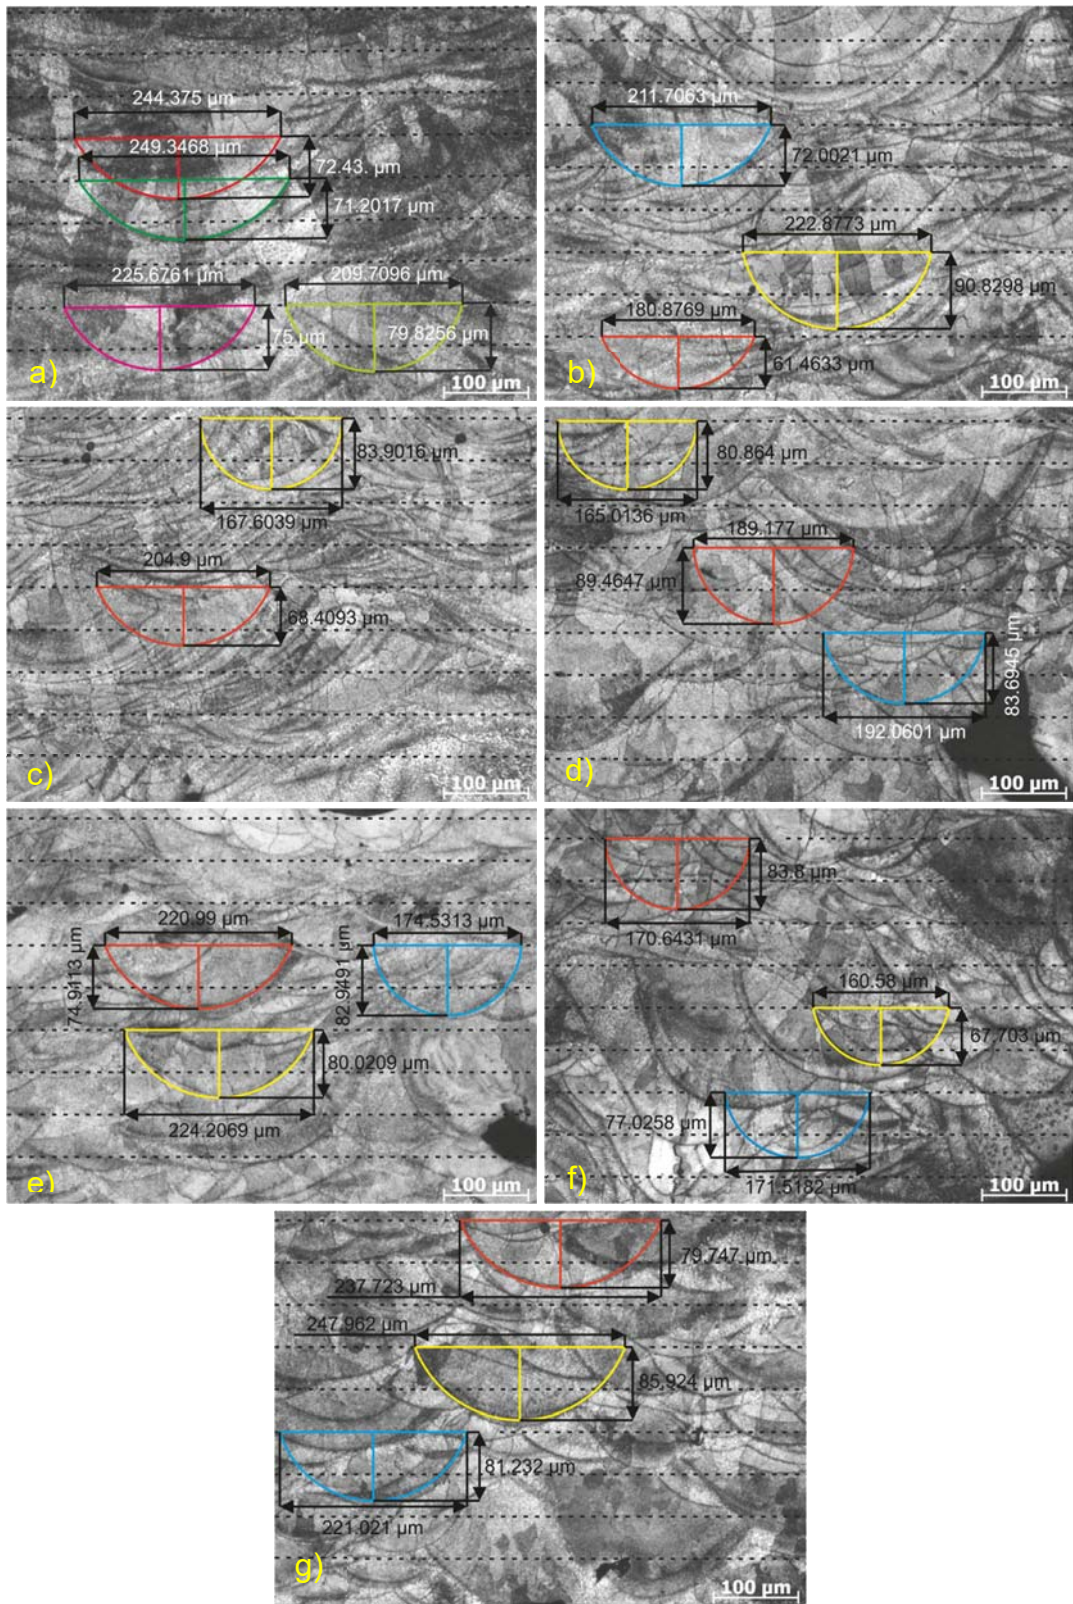 244.375 µm
249.3468 µm
72.43. µm
71.2017 µm
225.6761 µm
209.7096 µm
75 µm
79.8256 µm
a)
100 µm
211.7063 µm
72.0021 µm
222.8773 µm
90.8298 µm
180.8769 µm
61.4633 µm
b)
100 µm
83.9016 µm
167.6039 µm
204.9 µm
68.4093 µm
c)
100 µm
80.864 µm
165.0136 µm
189.177 µm
89.4647 µm
83.6945 µm
192.0601 µm
d)
100 µm
220.99 µm
174.5313 µm
74.9413 µm
82.9491 µm
80.0209 µm
224.2069 µm
e)
100 µm
83.8 µm
170.6431 µm
160.58 µm
67.703 µm
77.0258 µm
171.5182 µm
f)
100 µm
79.747 µm
237.723 µm
247.962 µm
85.924 µm
81.232 µm
221.021 µm
g)
100 µm